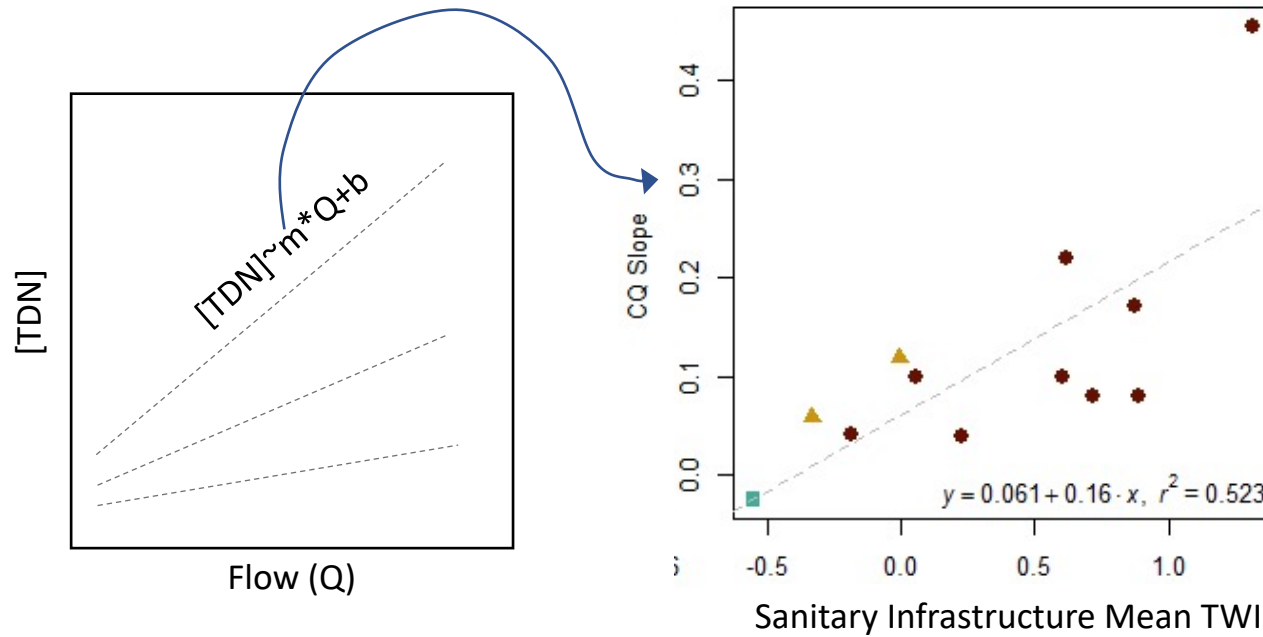 [TDN]~m*Q+b
[TDN]
Flow (Q)
CQ Slope
0.4
0.3
0.2
0.1
0.0
y = 0.061 + 0.16 · x, r² = 0.523
-0.5 0.0 0.5 1.0
Sanitary Infrastructure Mean TWI